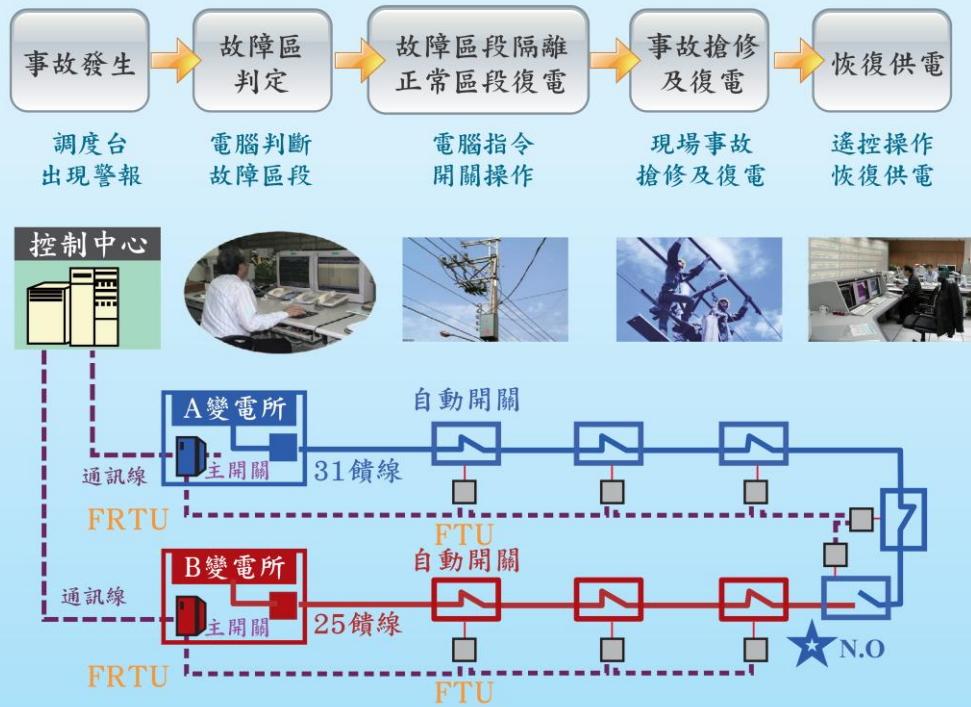 事故發生
故障區
判定
故障區段隔離
正常區段復電
事故搶修
及復電
恢復供電
調度台
出現警報
電腦判斷
故障區段
電腦指令
開關操作
現場事故
搶修及復電
遙控操作
恢復供電
控制中心
A變電所
主開關
31饋線
自動開關
通訊線
FRTU
FTU
B變電所
主開關
25饋線
自動開關
通訊線
FRTU
FTU
N.O